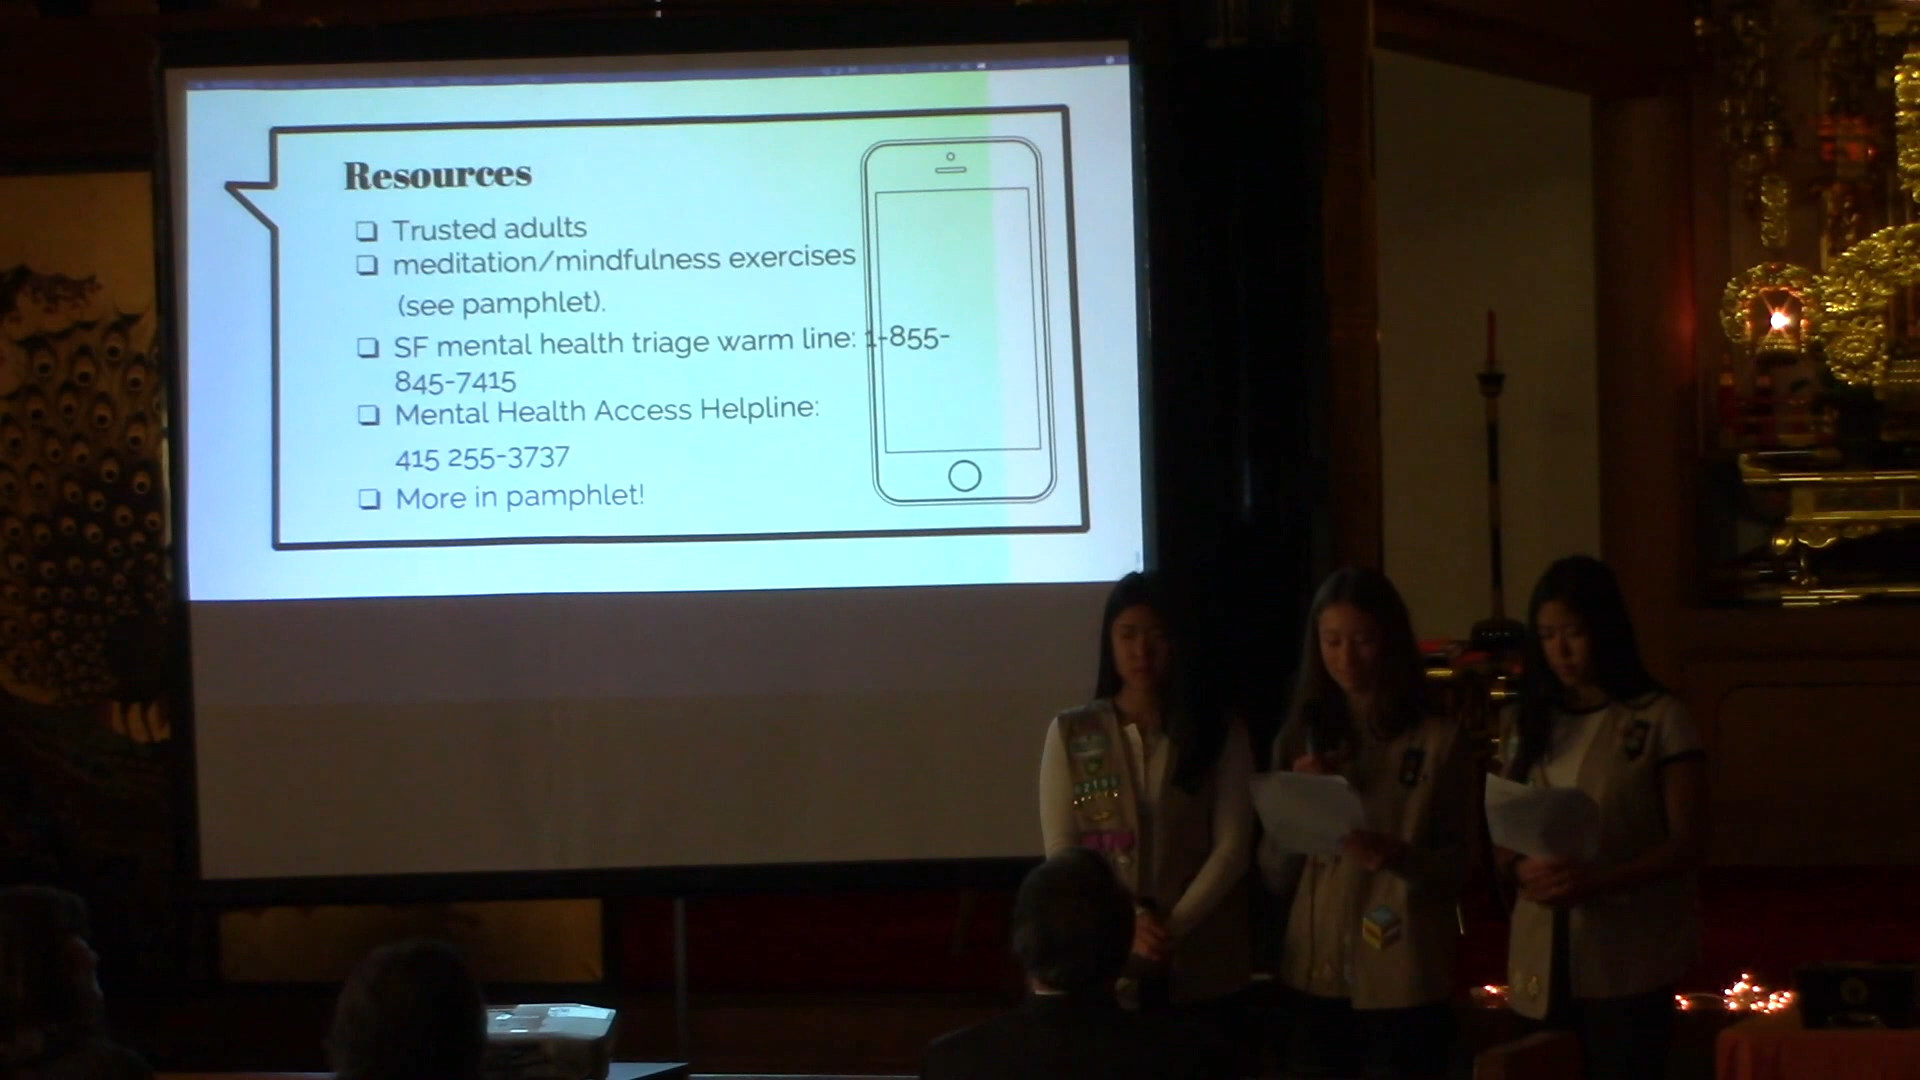 Resources
❏ Trusted adults
❏ meditation/mindfulness exercises
(see pamphlet).
❏ SF mental health triage warm line: 1-855-
845-7415
❏ Mental Health Access Helpline:
415 255-3737
❏ More in pamphlet!